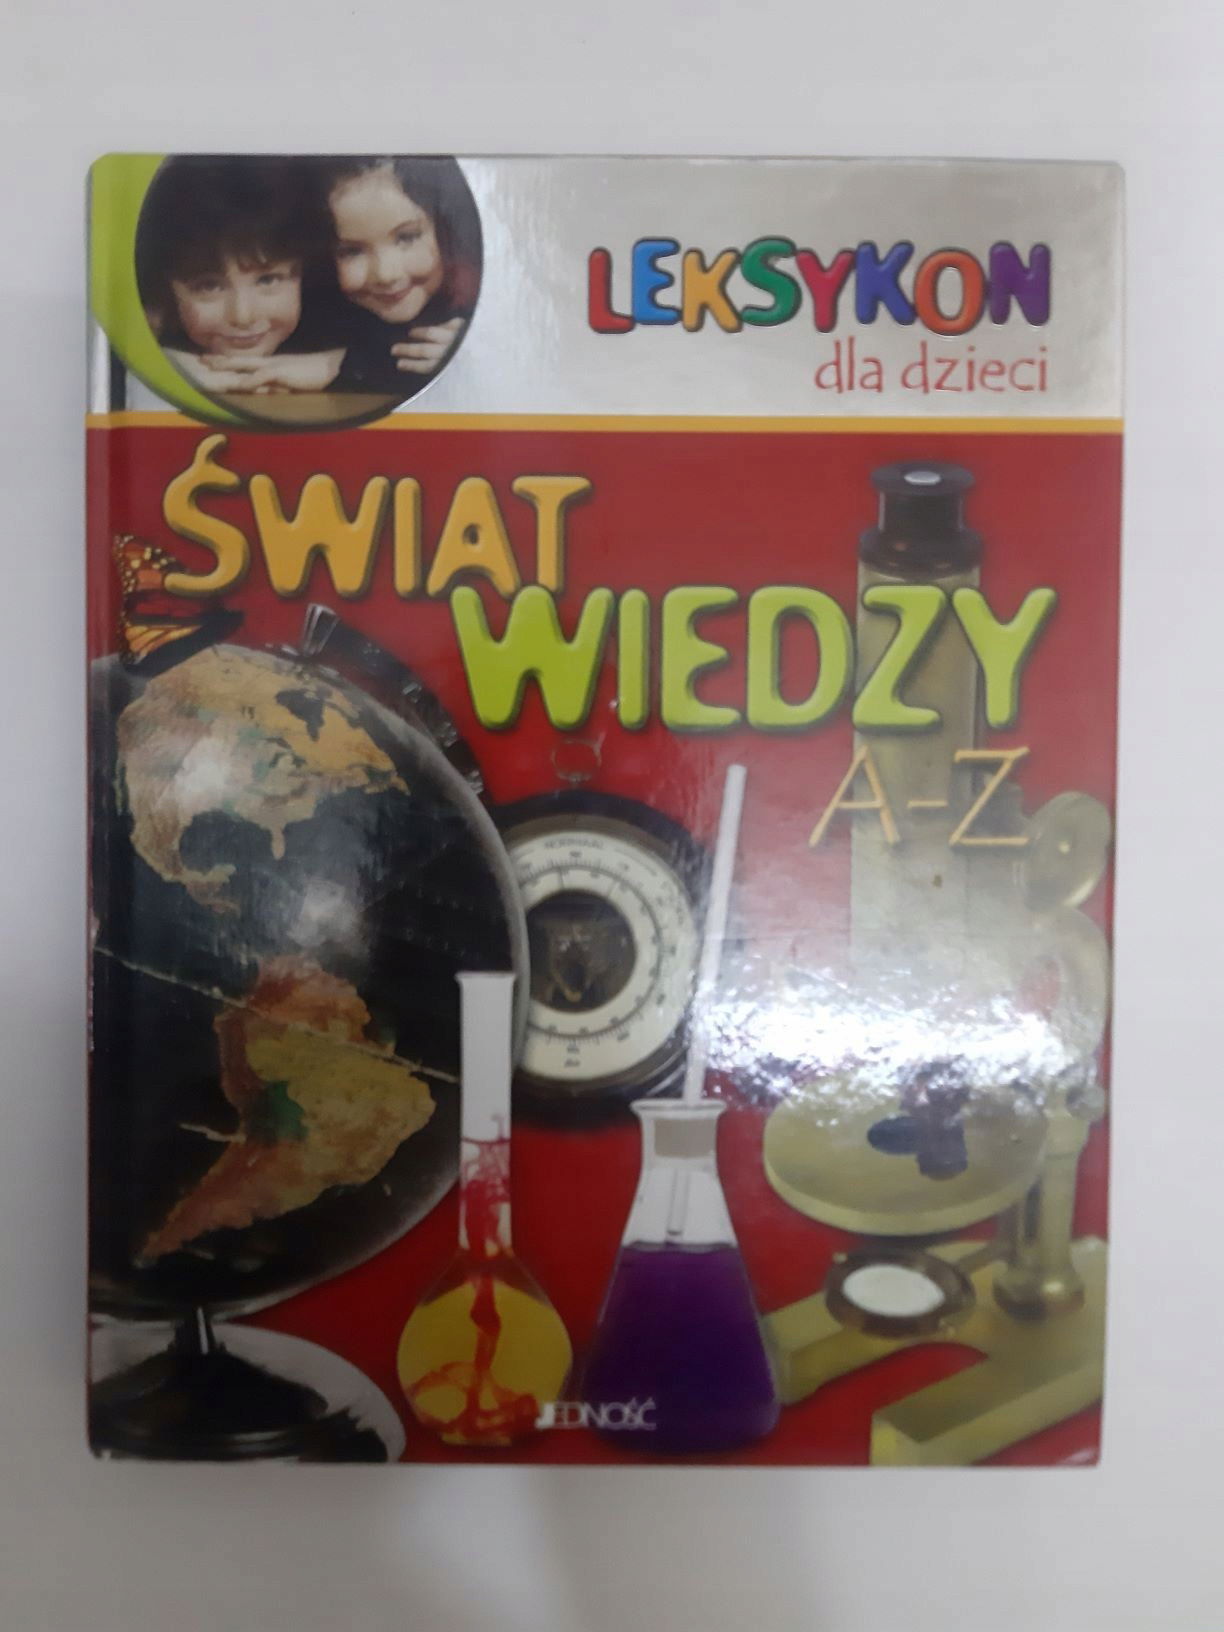 LEKSYKON
dla dzieci
ŚWIAT
WIEDZY
A-Z
JEDNOŚĆ